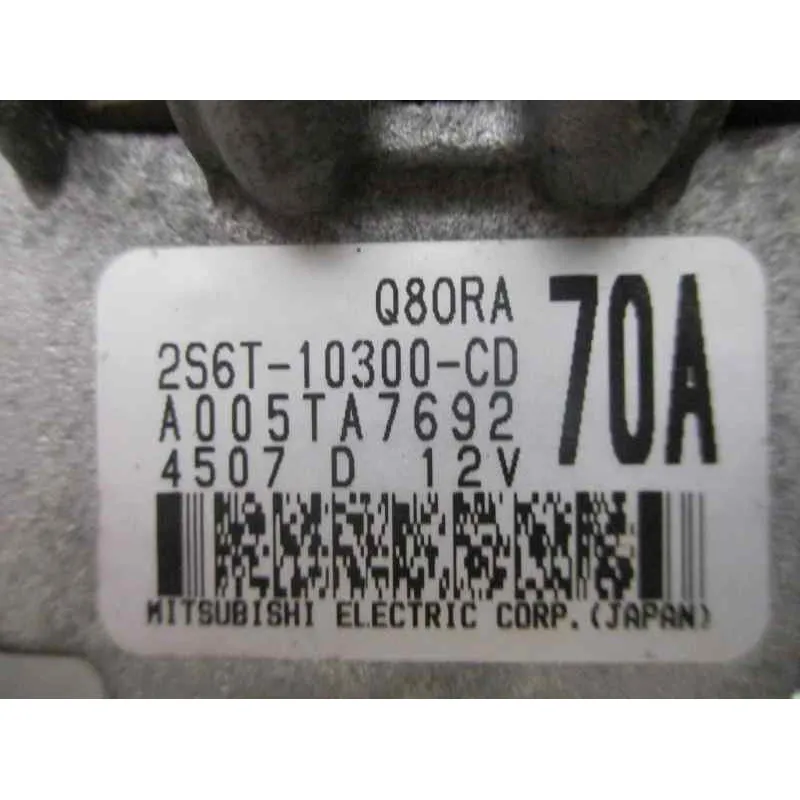 Q80RA 70A
2S6T-10300-CD
A005TA7692
4507 D 12V
MITSUBISHI ELECTRIC CORP.(JAPAN)